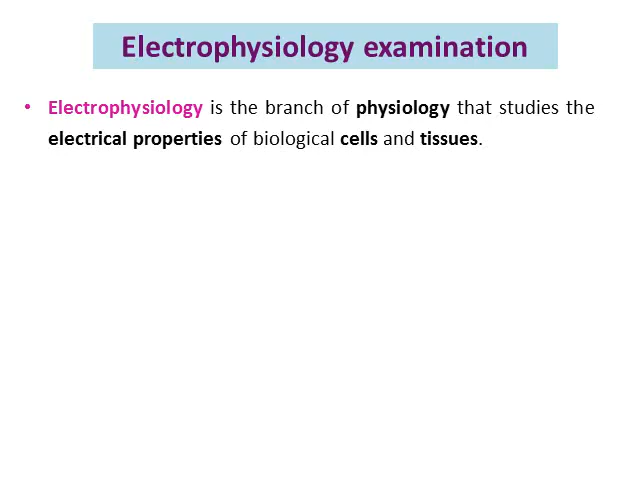 Electrophysiology examination
• Electrophysiology is the branch of physiology that studies the
electrical properties of biological cells and tissues.